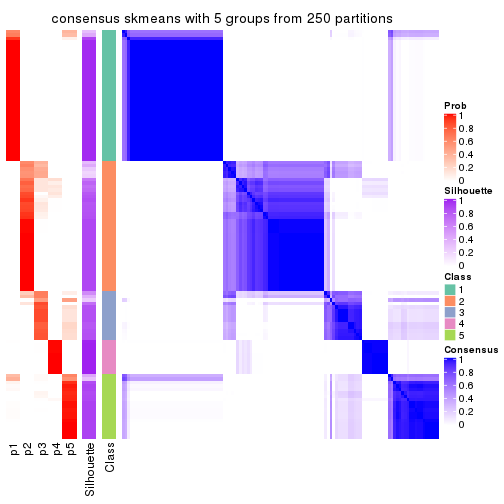 consensus skmeans with 5 groups from 250 partitions
Prob
1
0.8
0.6
0.4
0.2
0
Silhouette
1
0.8
0.6
0.4
0.2
0
Class
1
2
3
4
5
Consensus
1
0.8
0.6
0.4
0.2
0
p1
p2
p3
p4
p5
Silhouette
Class